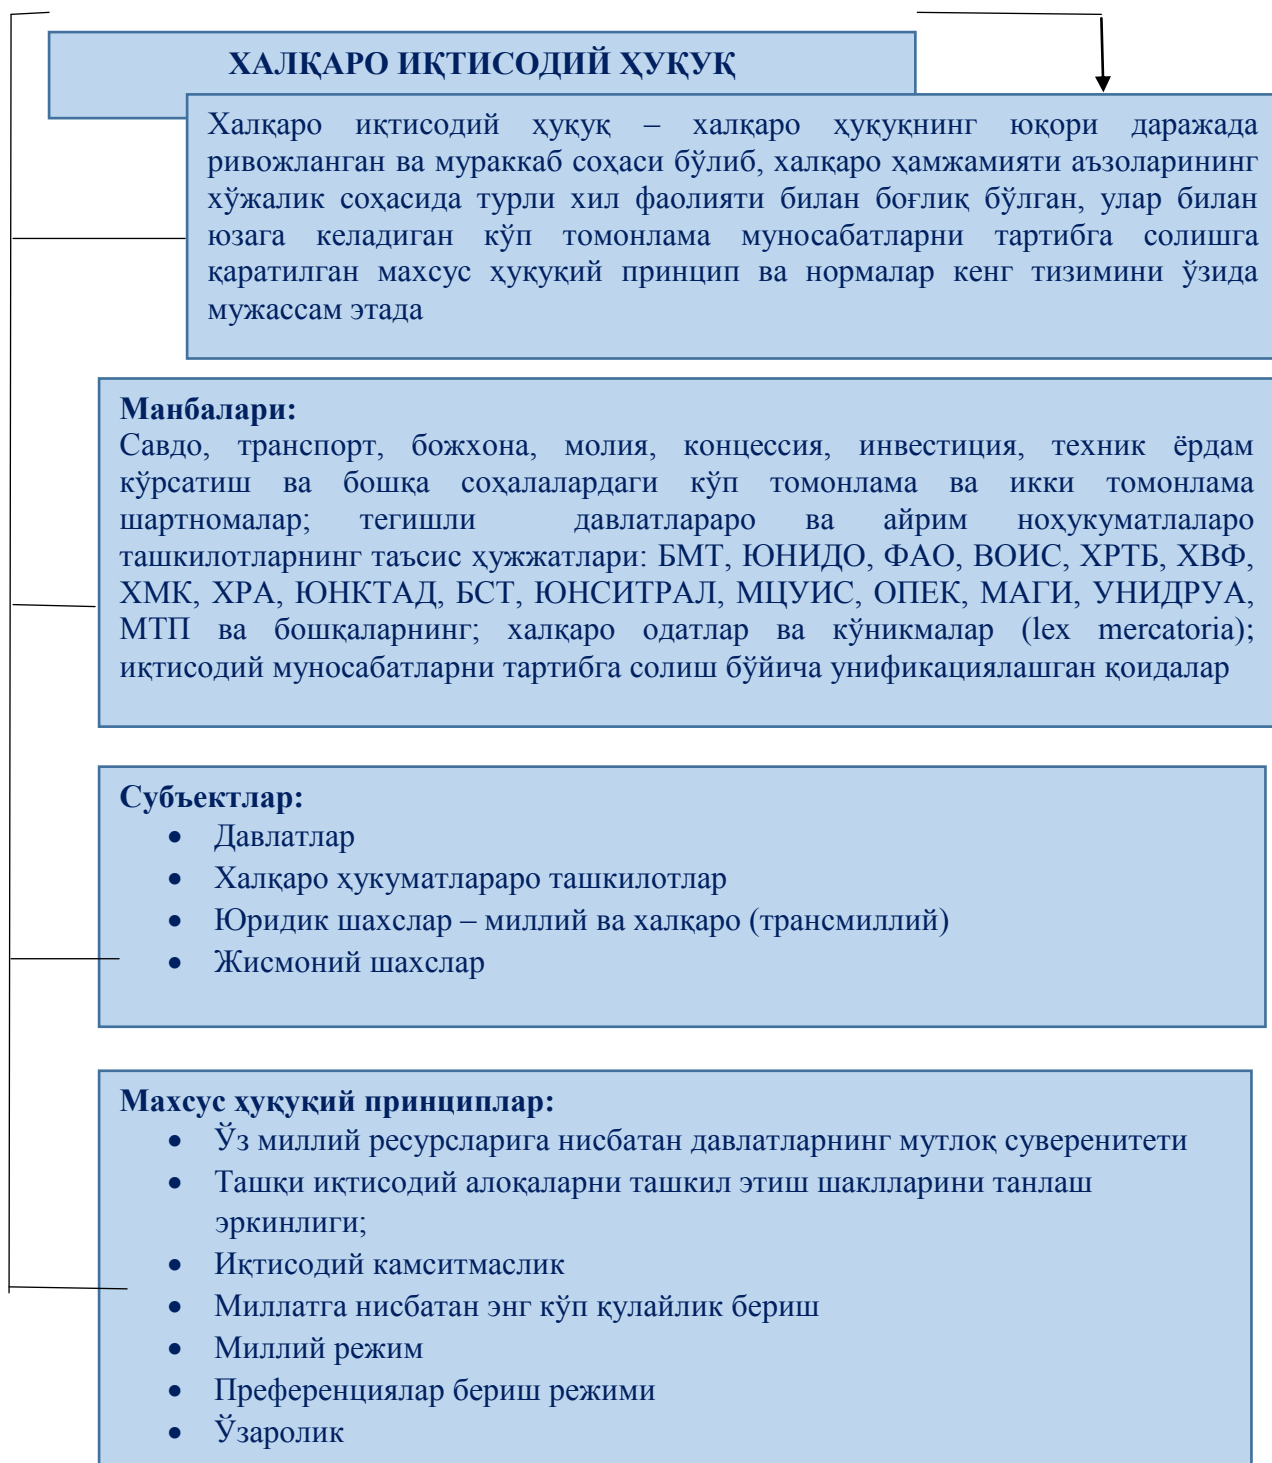 ХАЛҚАРО ИҚТИСОДИЙ ҲУҚУҚ
Халқаро иқтисодий ҳуқуқ – халқаро ҳуқуқнинг юқори даражада
ривожланган ва мураккаб соҳаси бўлиб, халқаро ҳамжамияти аъзоларининг
хўжалик соҳасида турли хил фаолияти билан боғлиқ бўлган, улар билан
юзага келадиган кўп томонлама муносабатларни тартибга солишга
қаратилган махсус ҳуқуқий принцип ва нормалар кенг тизимини ўзида
мужассам этада
Манбалари:
Савдо, транспорт, божхона, молия, концессия, инвестиция, техник ёрдам
кўрсатиш ва бошқа соҳалалардаги кўп томонлама ва икки томонлама
шартномалар; тегишли давлатлараро ва айрим ноҳукуматлаларо
ташкилотларнинг таъсис ҳужжатлари: БМТ, ЮНИДО, ФАО, ВОИС, ХРТБ, ХВФ,
ХМК, ХРА, ЮНКТАД, БСТ, ЮНСИТРАЛ, МЦУИС, ОПЕК, МАГИ, УНИДРУА,
МТП ва бошқаларнинг; халқаро одатлар ва кўникмалар (lex mercatoria);
иқтисодий муносабатларни тартибга солиш бўйича унификациялашган қоидалар
Субъектлар:
• Давлатлар
• Халқаро ҳукуматлараро ташкилотлар
• Юридик шахслар – миллий ва халқаро (трансмиллий)
• Жисмоний шахслар
Махсус ҳуқуқий принциплар:
• Ўз миллий ресурсларига нисбатан давлатларнинг мутлоқ суверенитети
• Ташқи иқтисодий алоқаларни ташкил этиш шаклларини танлаш
эркинлиги;
• Иқтисодий камситмаслик
• Миллатга нисбатан энг кўп қулайлик бериш
• Миллий режим
• Преференциялар бериш режими
• Ўзаролик